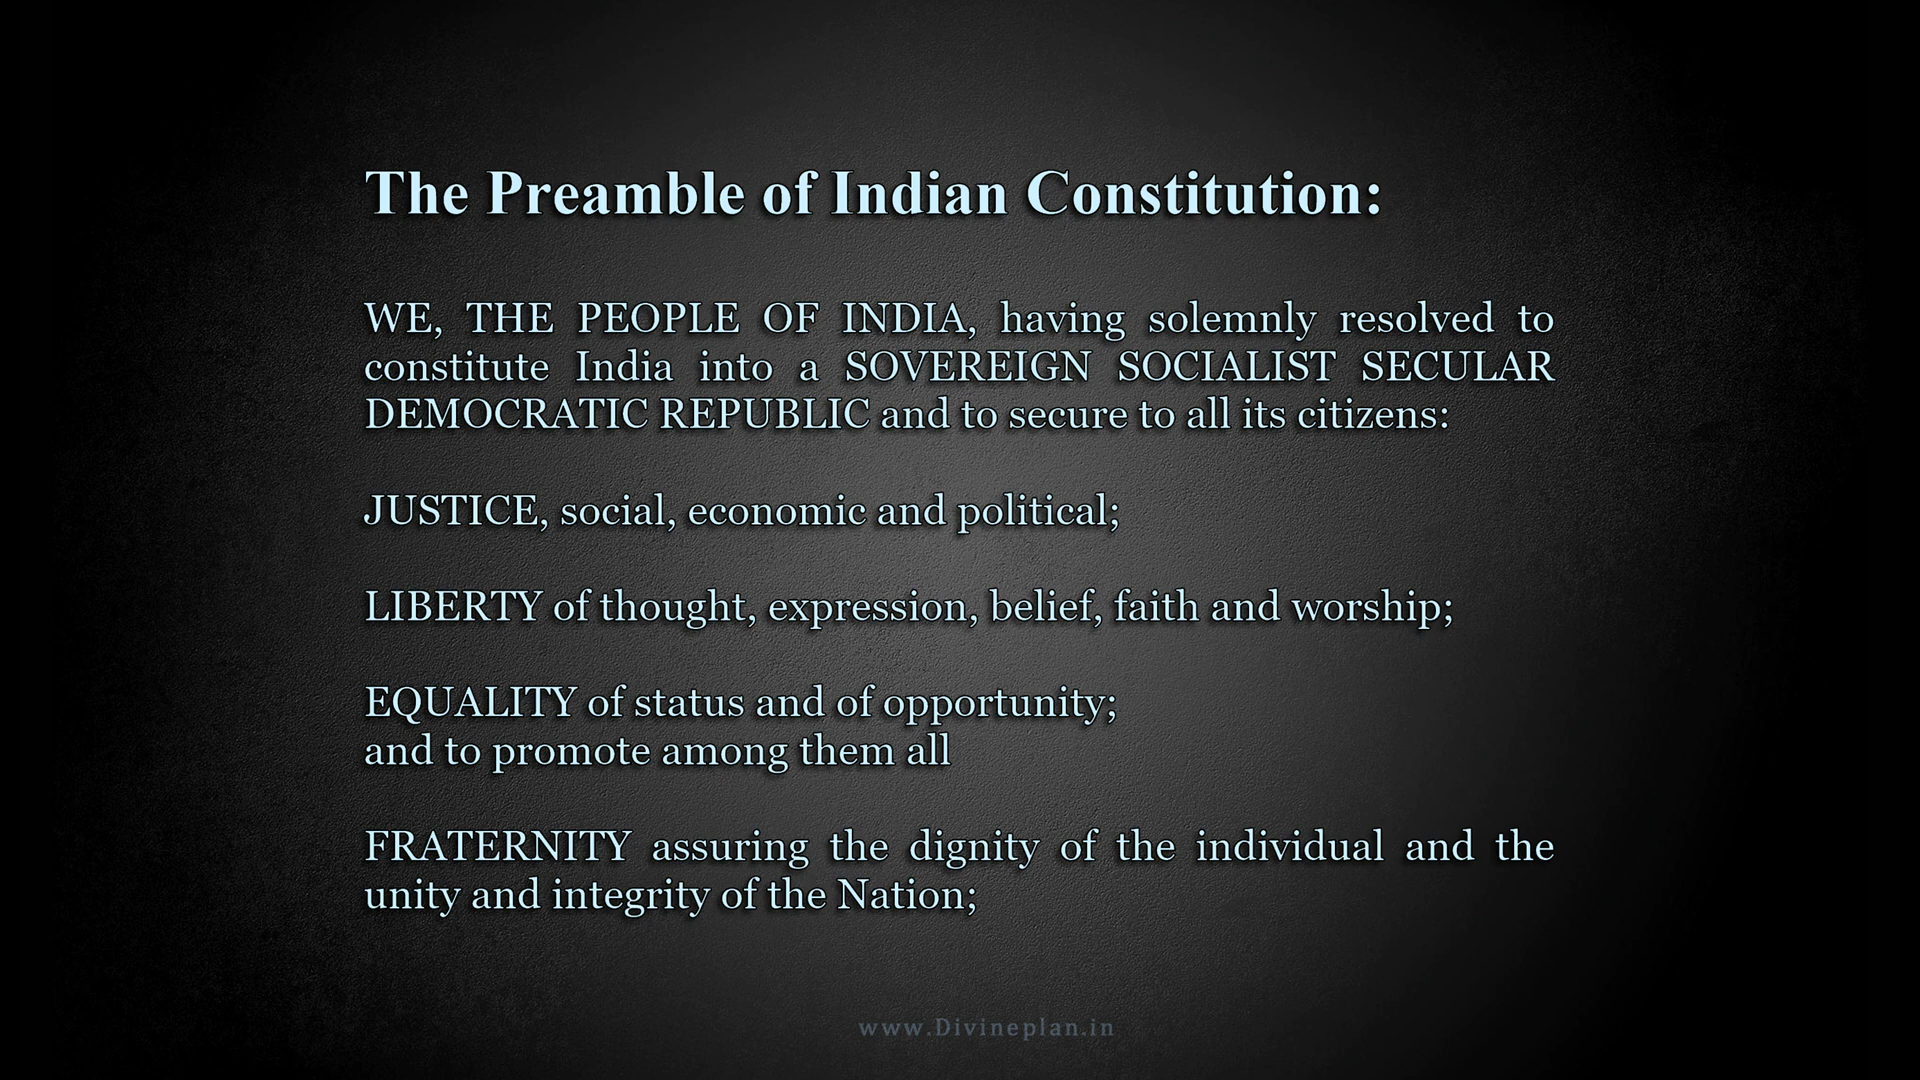 The Preamble of Indian Constitution:
WE, THE PEOPLE OF INDIA, having solemnly resolved to
constitute India into a SOVEREIGN SOCIALIST SECULAR
DEMOCRATIC REPUBLIC and to secure to all its citizens:
JUSTICE, social, economic and political;
LIBERTY of thought, expression, belief, faith and worship;
EQUALITY of status and of opportunity;
and to promote among them all
FRATERNITY assuring the dignity of the individual and the
unity and integrity of the Nation;
www.Divineplan.in